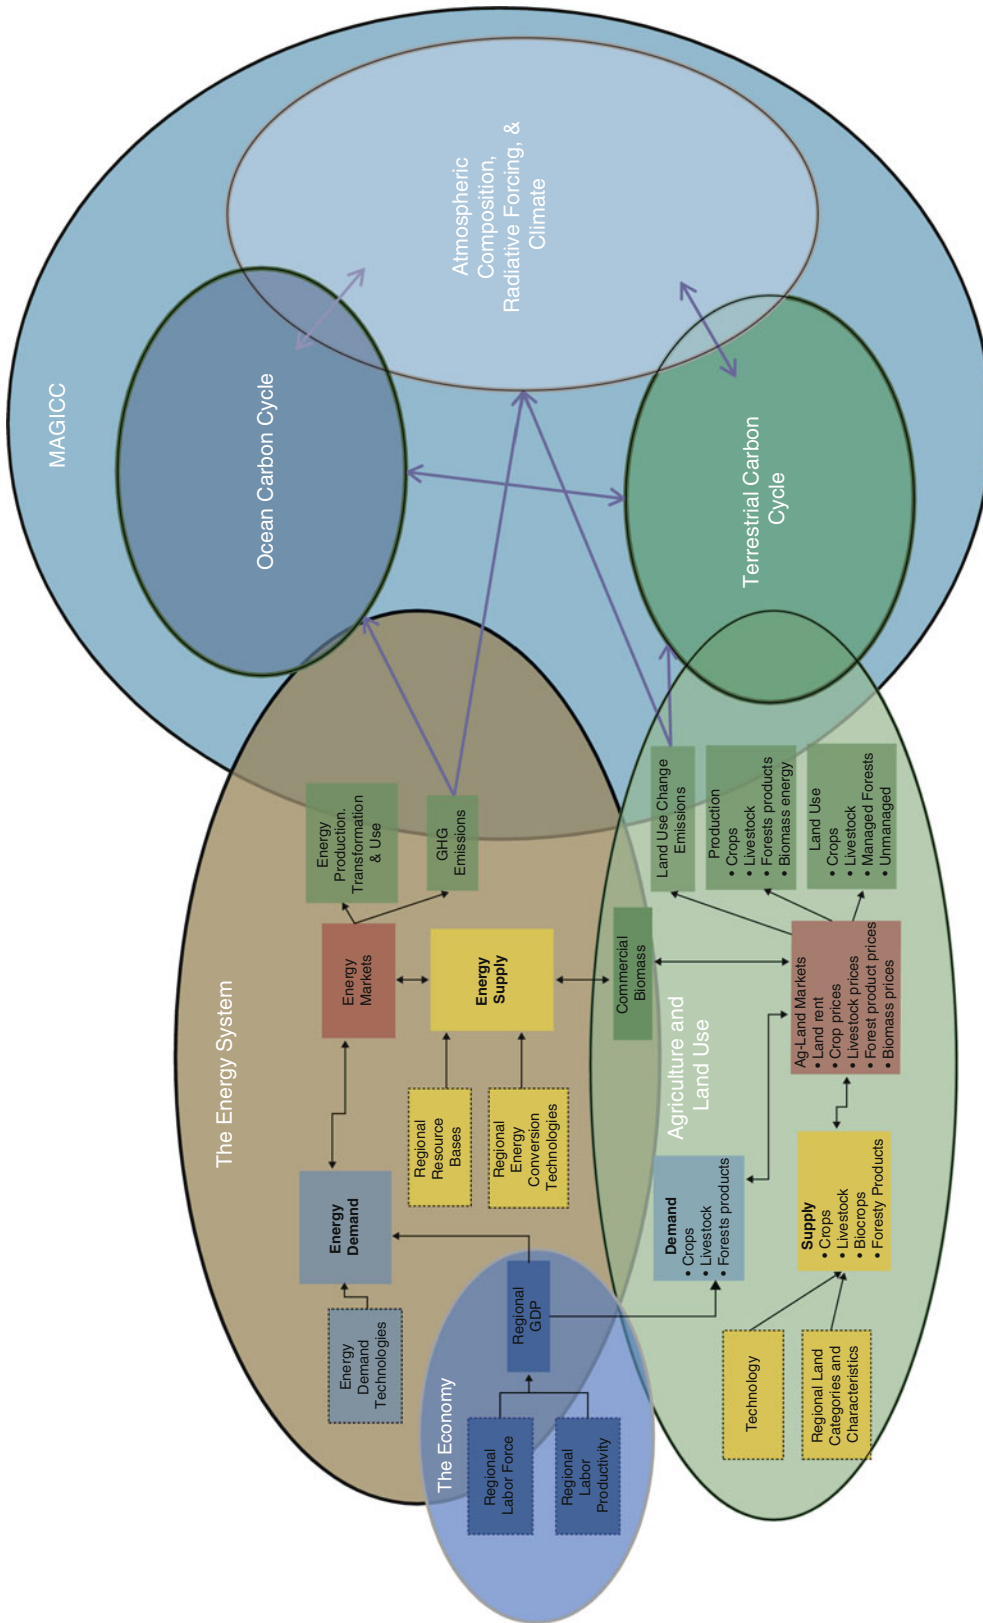 MAGICC
Ocean Carbon Cycle
Atmospheric
Composition,
Radiative Forcing, &
Climate
Terrestrial Carbon
Cycle
The Energy System
Energy
Demand
Technologies
Energy
Demand
Energy
Markets
Energy
Production.
Transformation
& Use
GHG
Emissions
Regional
Resource
Bases
Regional
Energy
Conversion
Technologies
Energy
Supply
Commercial
Biomass
The Economy
Regional
Labor Force
Regional
Labor
Productivity
Regional
GDP
Agriculture and
Land Use
Demand
• Crops
• Livestock
• Forests products
Technology
Regional Land
Categories and
Characteristics
Supply
• Crops
• Livestock
• Biocrops
• Foresty Products
Ag-Land Markets
• Land rent
• Crop prices
• Livestock prices
• Forest product prices
• Biomass prices
Land Use Change
Emissions
Production
• Crops
• Livestock
• Forests products
• Biomass energy
Land Use
• Crops
• Livestock
• Managed Forests
• Unmanaged